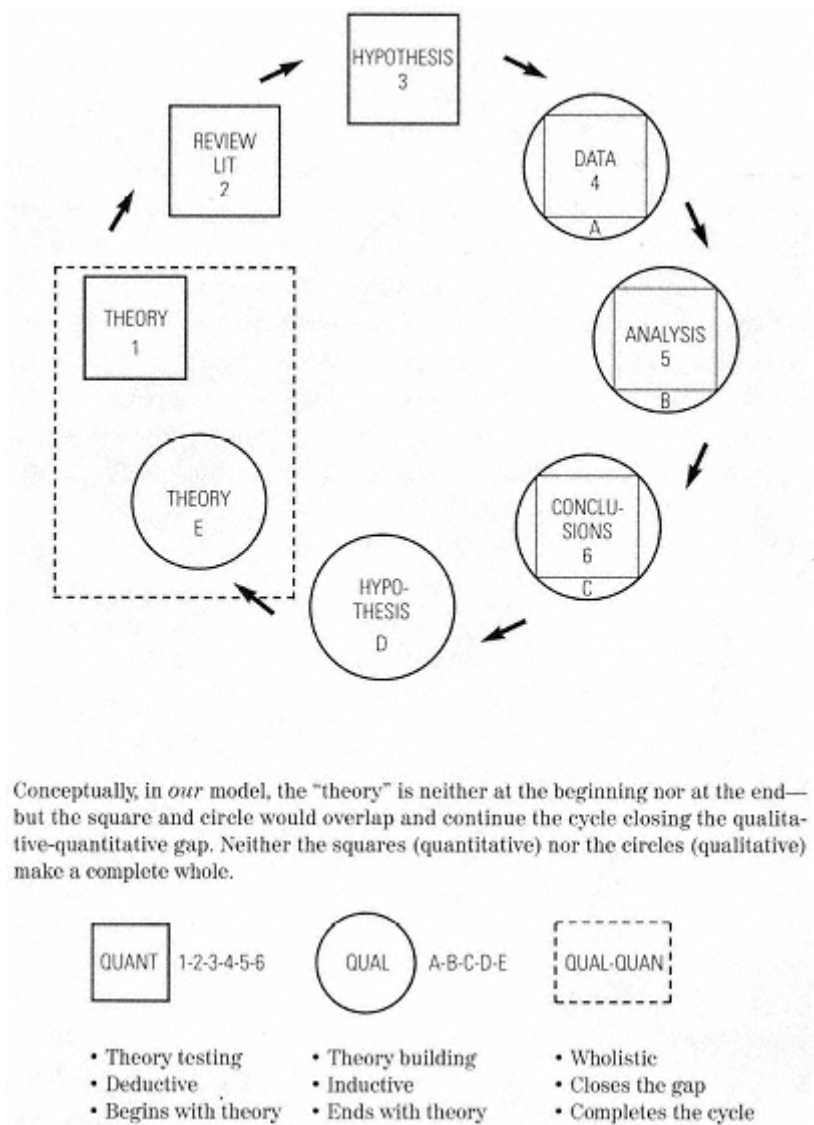 HYPOTHESIS
3
REVIEW
LIT
2
DATA
4
A
THEORY
1
ANALYSIS
5
B
THEORY
E
CONCLU-
SIONS
6
C
HYPO-
THESIS
D
Conceptually, in our model, the “theory” is neither at the beginning nor at the end—
but the square and circle would overlap and continue the cycle closing the qualita-
tive-quantitative gap. Neither the squares (quantitative) nor the circles (qualitative)
make a complete whole.
QUANT 1-2-3-4-5-6 QUAL A-B-C-D-E QUAL-QUAN
• Theory testing • Theory building • Wholistic
• Deductive • Inductive • Closes the gap
• Begins with theory • Ends with theory • Completes the cycle